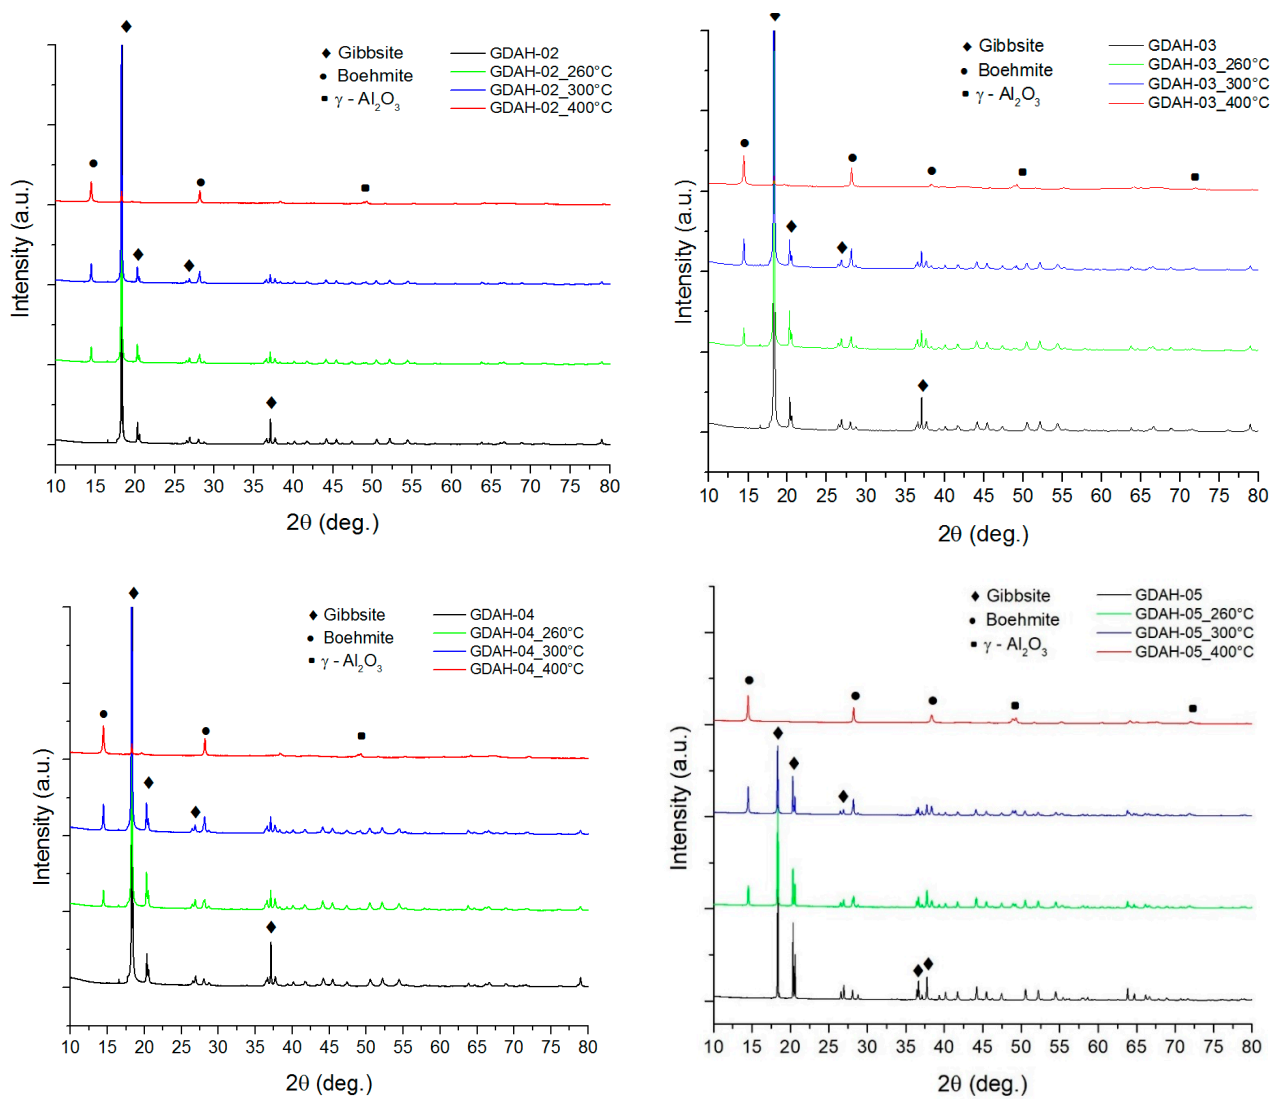 ◆ Gibbsite
● Boehmite
■ γ - Al₂O₃
GDAH-02
GDAH-02_260°C
GDAH-02_300°C
GDAH-02_400°C
Intensity (a.u.)
10 15 20 25 30 35 40 45 50 55 60 65 70 75 80
2θ (deg.)
◆ Gibbsite
● Boehmite
■ γ - Al₂O₃
GDAH-03
GDAH-03_260°C
GDAH-03_300°C
GDAH-03_400°C
Intensity (a.u.)
10 15 20 25 30 35 40 45 50 55 60 65 70 75 80
2θ (deg.)
◆ Gibbsite
● Boehmite
■ γ - Al₂O₃
GDAH-04
GDAH-04_260°C
GDAH-04_300°C
GDAH-04_400°C
Intensity (a.u.)
10 15 20 25 30 35 40 45 50 55 60 65 70 75 80
2θ (deg.)
◆ Gibbsite
● Boehmite
■ γ - Al₂O₃
GDAH-05
GDAH-05_260°C
GDAH-05_300°C
GDAH-05_400°C
Intensity (a.u.)
10 15 20 25 30 35 40 45 50 55 60 65 70 75 80
2θ (deg.)